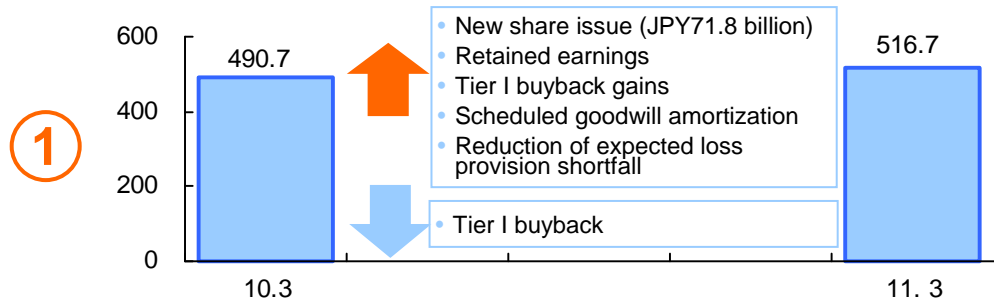 600
400
200
0
490.7
516.7
1
• New share issue (JPY71.8 billion)
• Retained earnings
• Tier I buyback gains
• Scheduled goodwill amortization
• Reduction of expected loss
provision shortfall
• Tier I buyback
10.3
11. 3